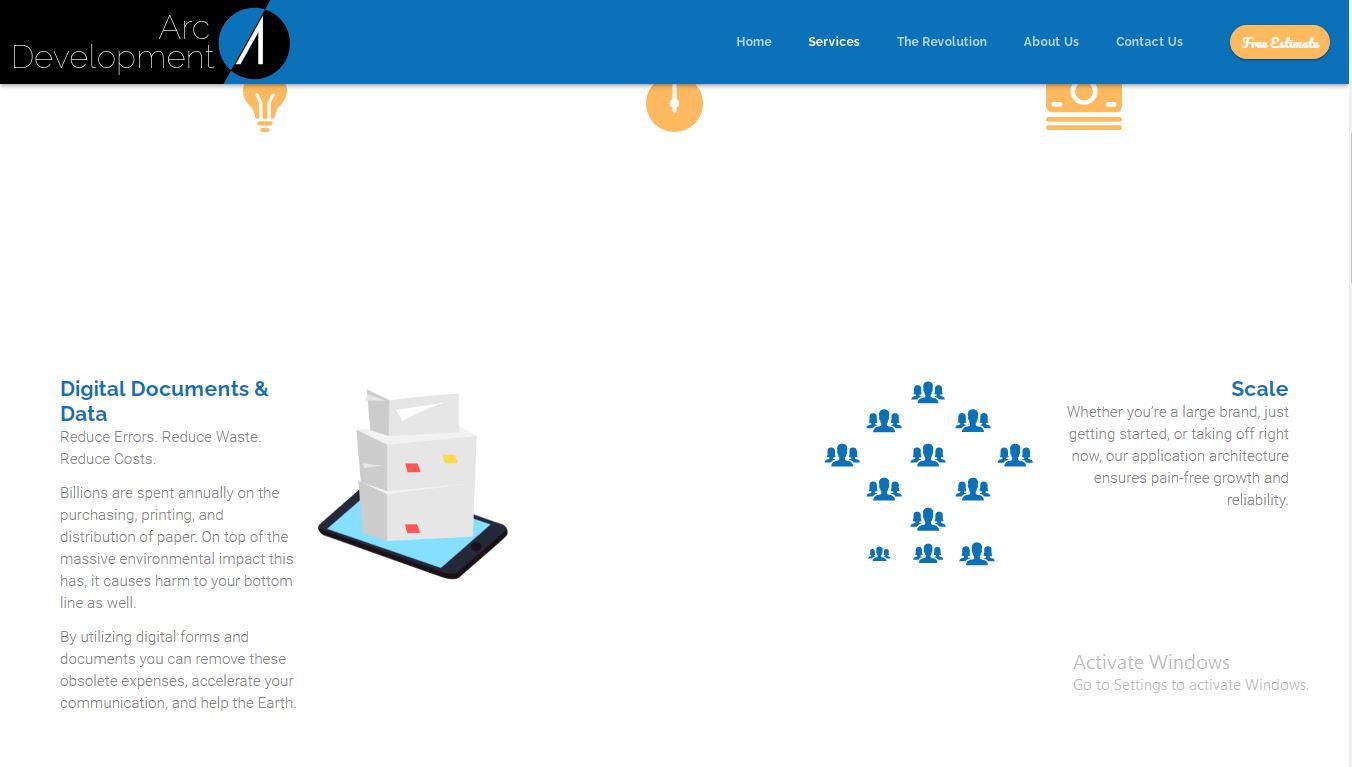 Arc
Development
Home
Services
The Revolution
About Us
Contact Us
Free Estimate
Digital Documents &
Data
Reduce Errors. Reduce Waste.
Reduce Costs.
Billions are spent annually on the
purchasing, printing, and
distribution of paper. On top of the
massive environmental impact this
has, it causes harm to your bottom
line as well.
By utilizing digital forms and
documents you can remove these
obsolete expenses, accelerate your
communication, and help the Earth.
Scale
Whether you’re a large brand, just
getting started, or taking off right
now, our application architecture
ensures pain-free growth and
reliability.
Activate Windows
Go to Settings to activate Windows.